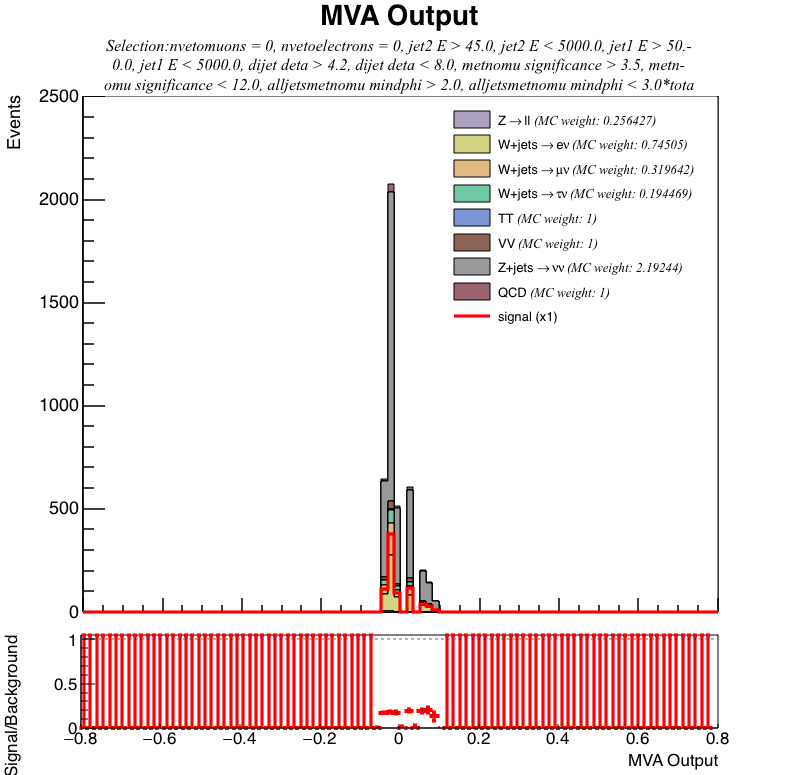 MVA Output
Selection:nvetomuons = 0, nvetoelectrons = 0, jet2 E > 45.0, jet2 E < 5000.0, jet1 E > 50.-
0.0, jet1 E < 5000.0, dijet deta > 4.2, dijet deta < 8.0, metnomu significance > 3.5, metn-
omu significance < 12.0, alljetsmetnomu mindphi > 2.0, alljetsmetnomu mindphi < 3.0*tota
Events
2500
2000
1500
1000
500
0
Z→ll (MC weight: 0.256427)
W+jets→eν (MC weight: 0.74505)
W+jets→μν (MC weight: 0.319642)
W+jets→τν (MC weight: 0.194469)
TT (MC weight: 1)
VV (MC weight: 1)
Z+jets→νν (MC weight: 2.19244)
QCD (MC weight: 1)
signal (x1)
Signal/Background
1
0.5
0
−0.8 −0.6 −0.4 −0.2 0 0.2 0.4 0.6 0.8
MVA Output